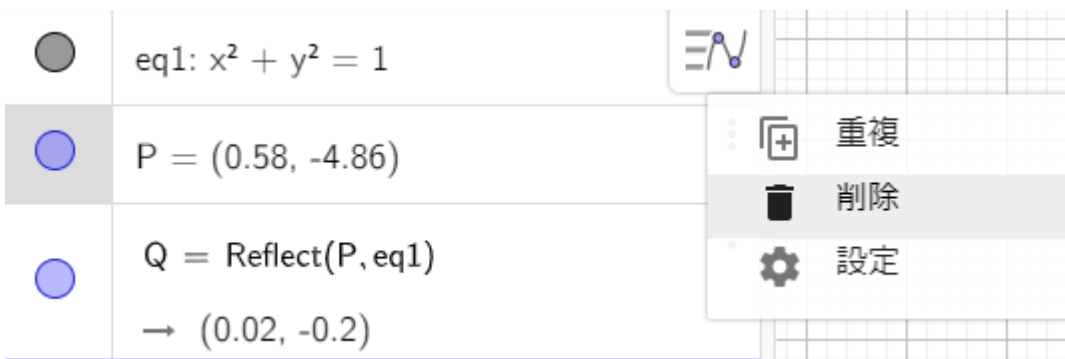 eq1: x² + y² = 1
P = (0.58, -4.86)
Q = Reflect(P, eq1)
→ (0.02, -0.2)
重複
削除
設定